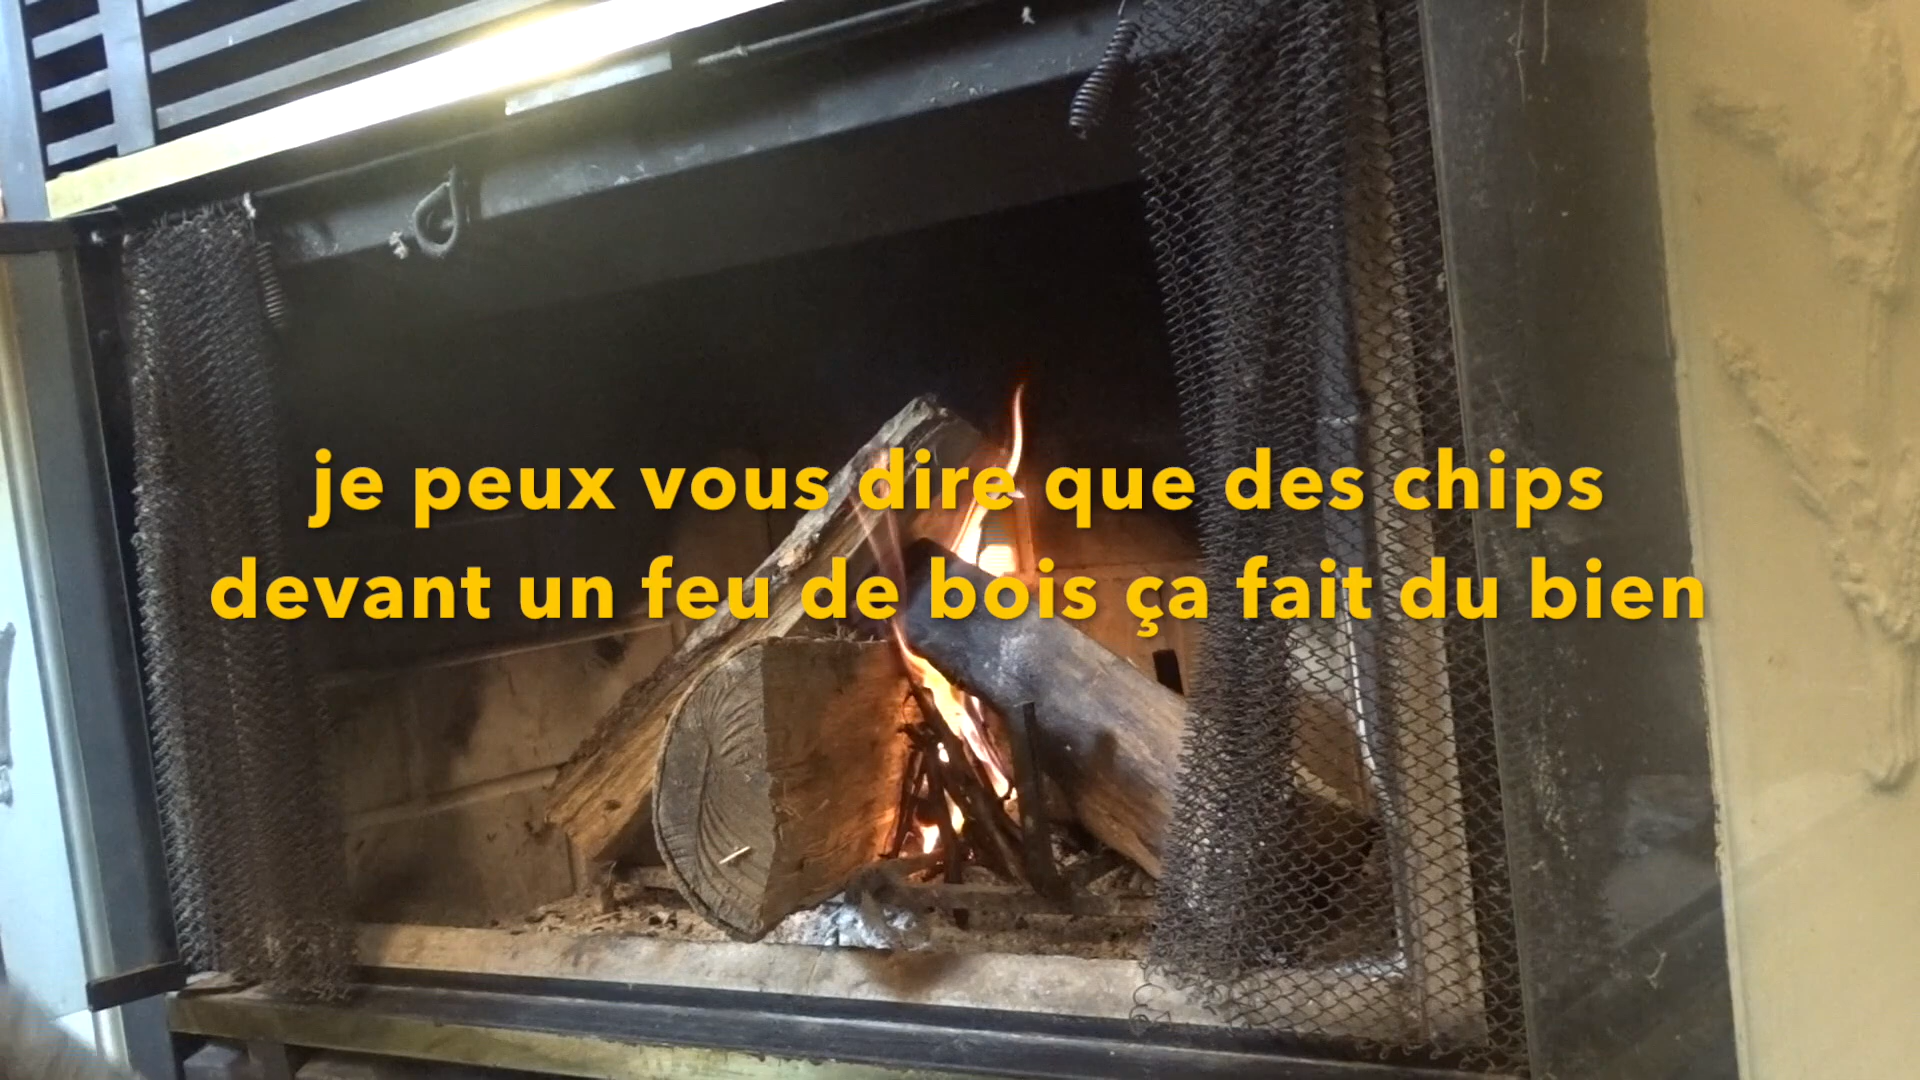 je peux vous dire que des chips
devant un feu de bois ça fait du bien